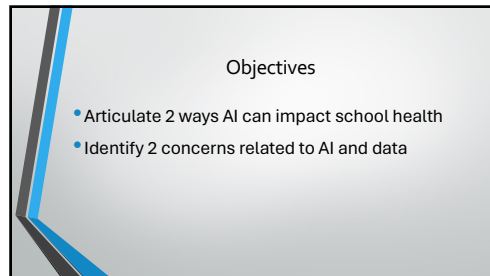 Objectives
• Articulate 2 ways AI can impact school health
• Identify 2 concerns related to AI and data